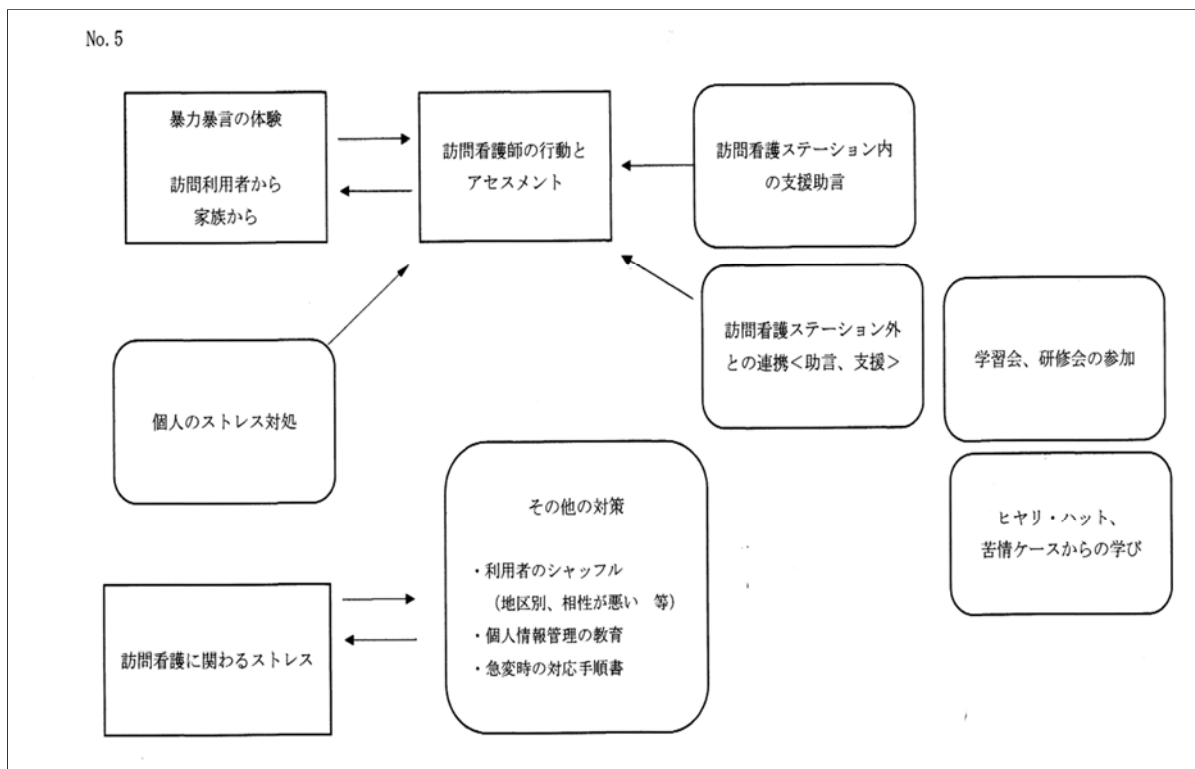 No. 5
暴力暴言の体験
訪問利用者から
家族から
訪問看護師の行動と
アセスメント
訪問看護ステーション内
の支援助言
訪問看護ステーション外
との連携＜助言、支援＞
学習会、研修会の参加
個人のストレス対処
ヒヤリ・ハット、
苦情ケースからの学び
その他の対策
・利用者のシャッフル
（地区別、相性が悪い　等）
・個人情報管理の教育
・急変時の対応手順書
訪問看護に関わるストレス